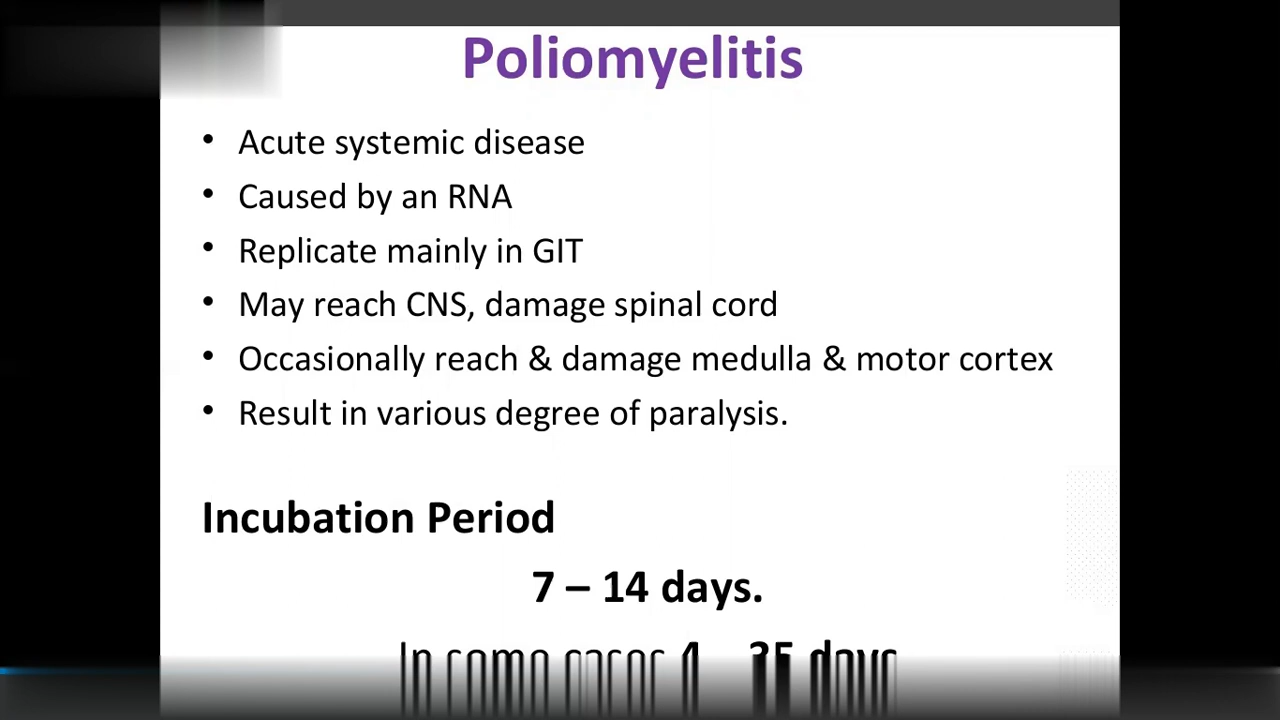 Poliomyelitis
• Acute systemic disease
• Caused by an RNA
• Replicate mainly in GIT
• May reach CNS, damage spinal cord
• Occasionally reach & damage medulla & motor cortex
• Result in various degree of paralysis.
Incubation Period
7 – 14 days.
In some cases 4 – 35 days